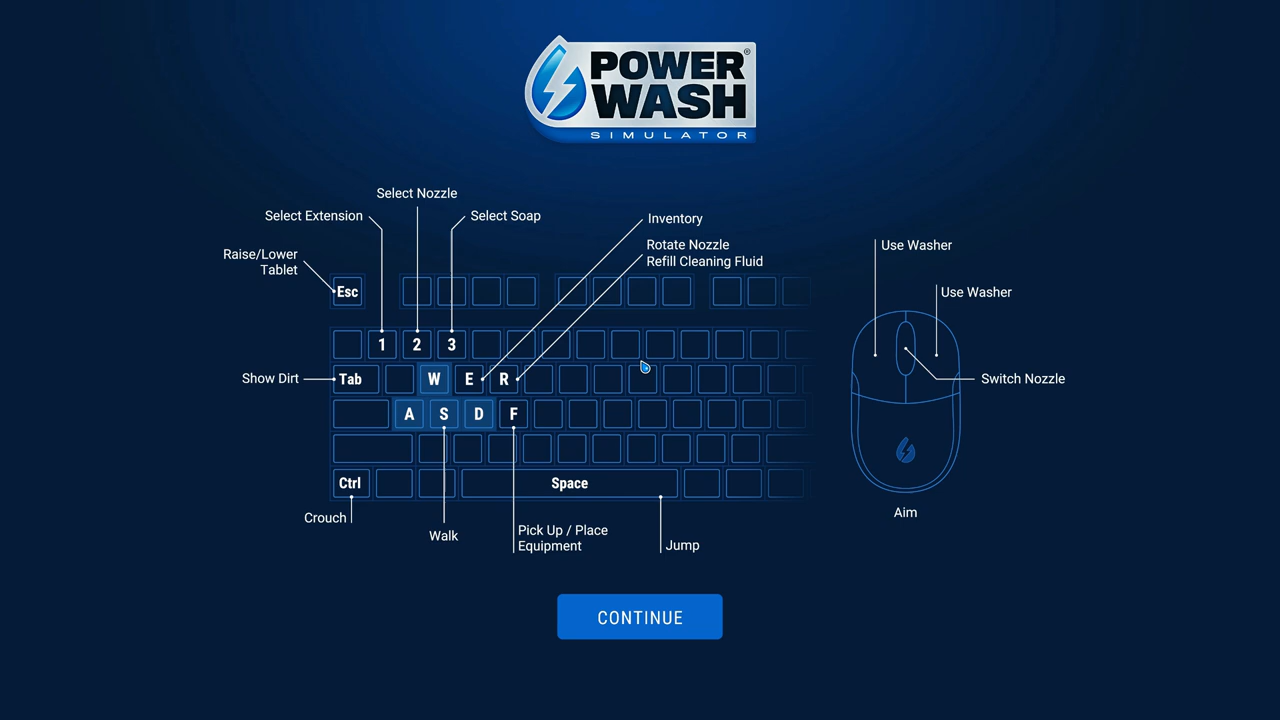 POWER®
WASH
SIMULATOR
Select Nozzle
Select Extension
Select Soap
Inventory
Raise/Lower
Tablet
Rotate Nozzle
Refill Cleaning Fluid
Use Washer
Use Washer
Esc
1 2 3
Show Dirt
Tab W E R
Switch Nozzle
A S D F
Ctrl Space
Crouch
Walk
Pick Up / Place
Equipment
Jump
Aim
CONTINUE